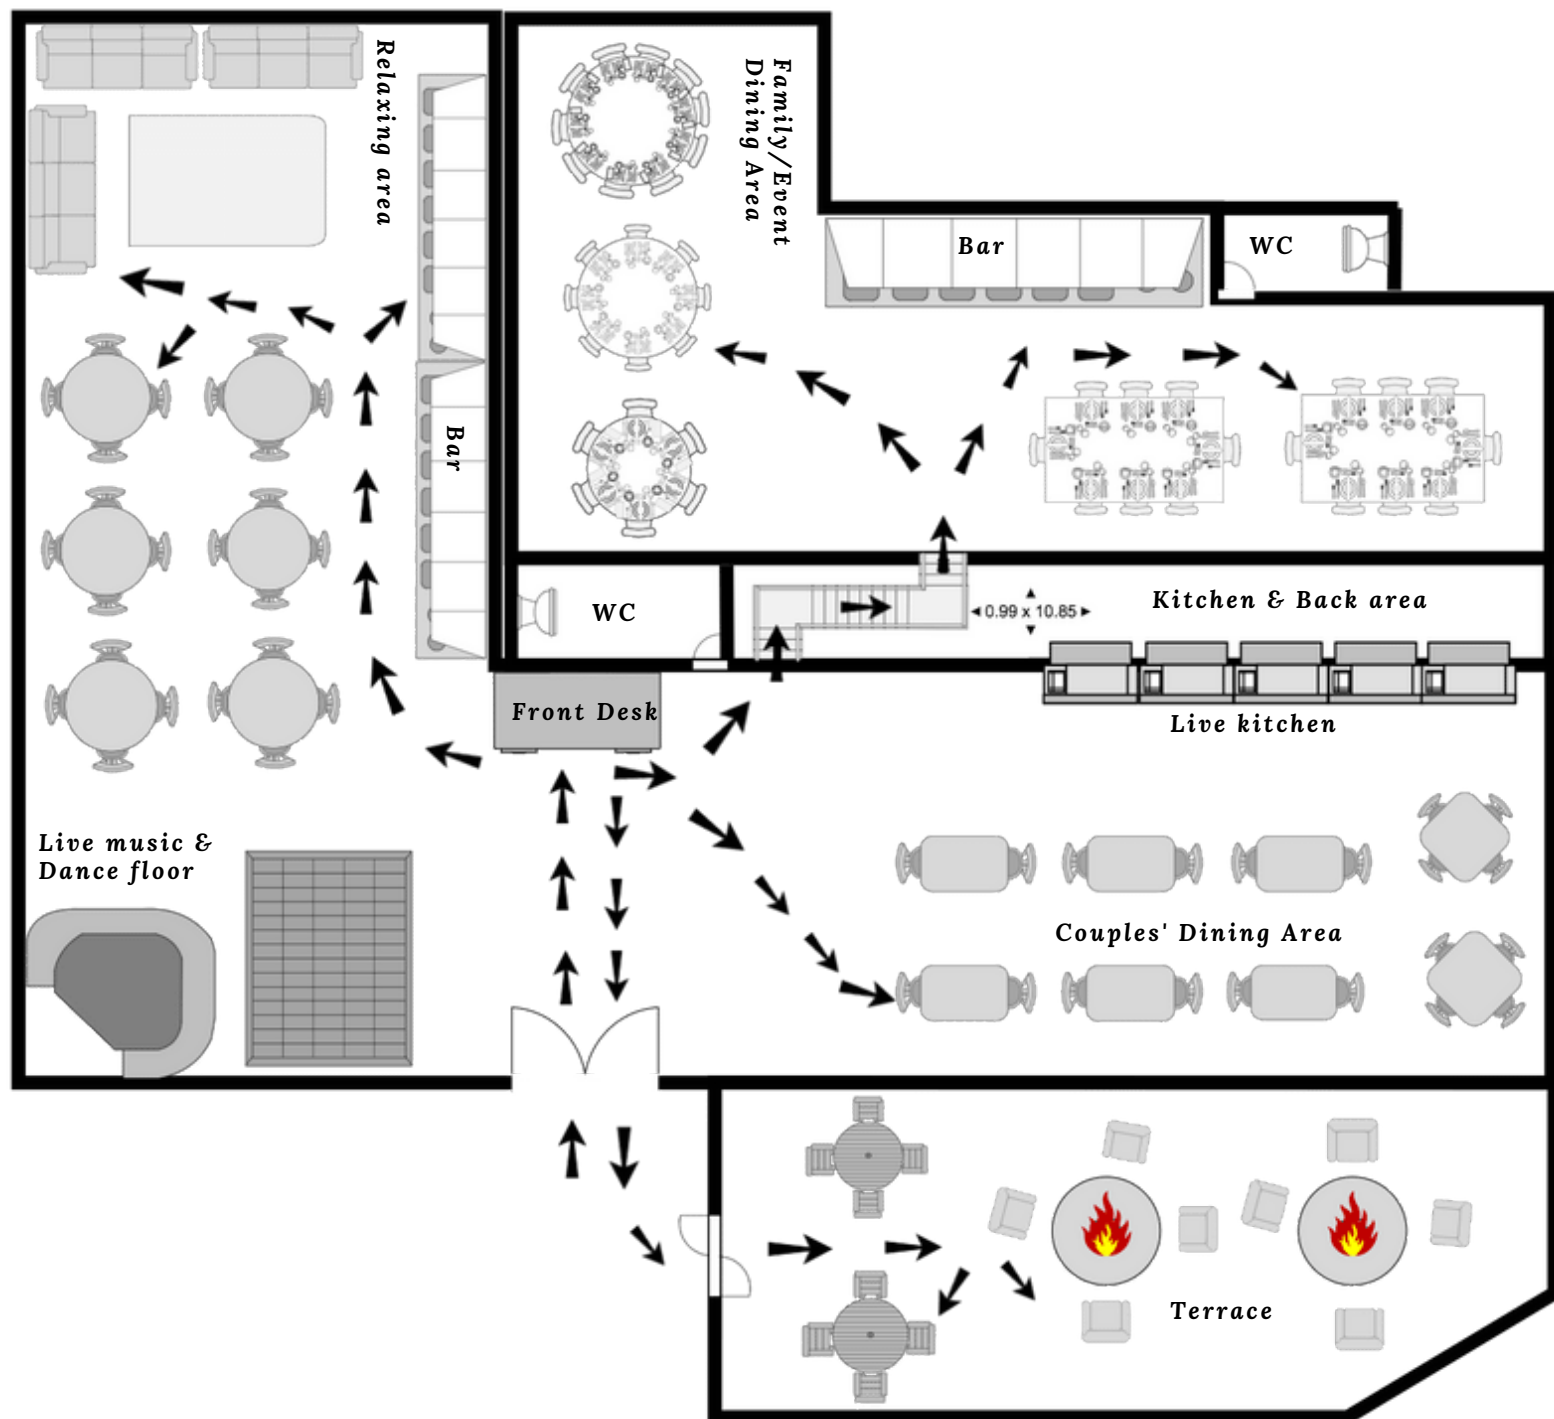 Relaxing area
Family/Event
Dining Area
Bar
WC
Bar
WC
0.99 x 10.85
Kitchen & Back area
Front Desk
Live kitchen
Live music &
Dance floor
Couples' Dining Area
Terrace